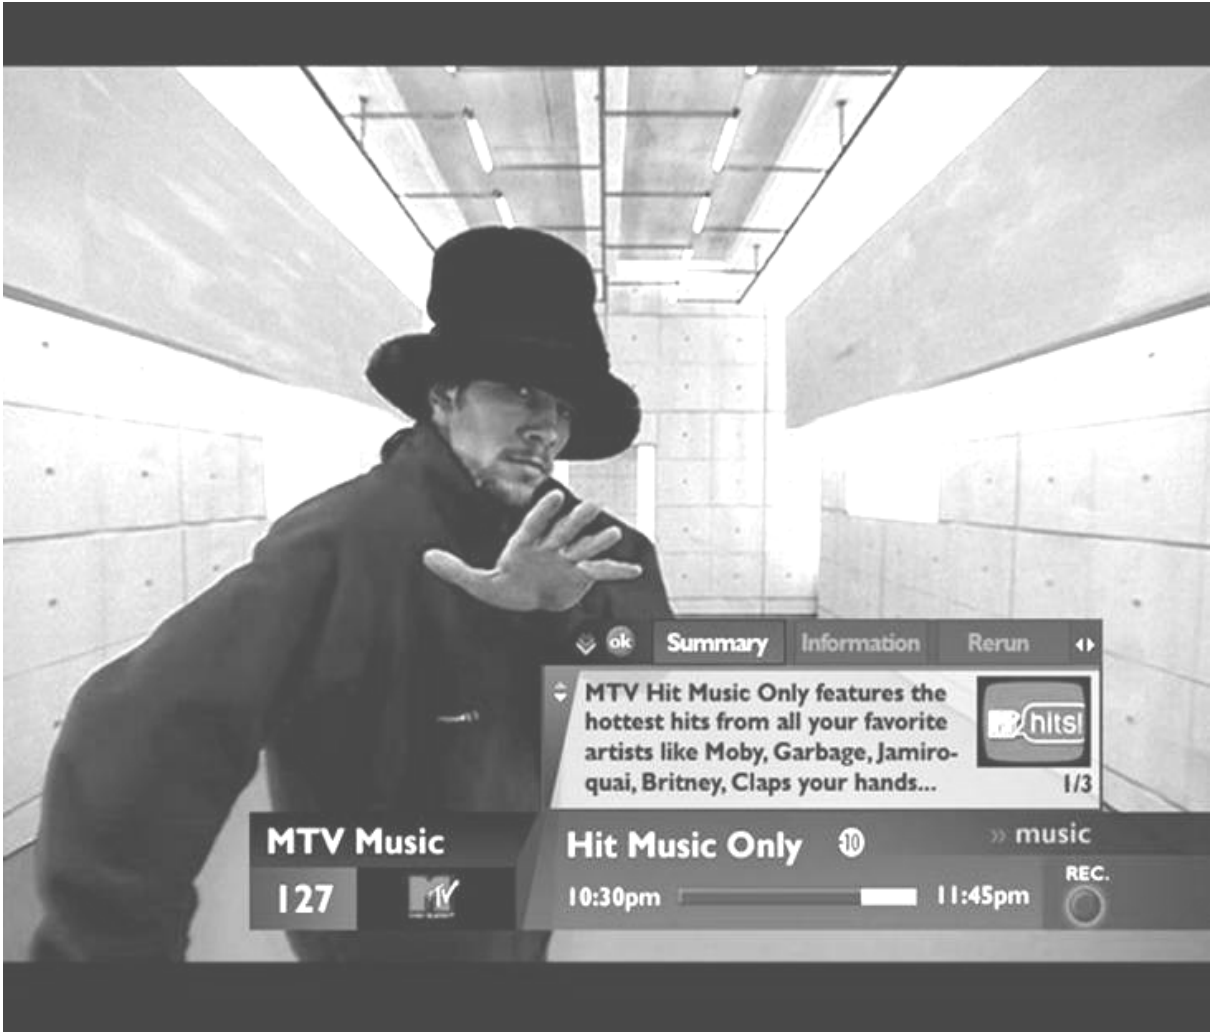 ok Summary Information Rerun
MTV Hit Music Only features the
hottest hits from all your favorite
artists like Moby, Garbage, Jamiro-
quai, Britney, Claps your hands...
hits!
1/3
MTV Music
Hit Music Only -10 » music
127
MTV
10:30pm 11:45pm
REC.